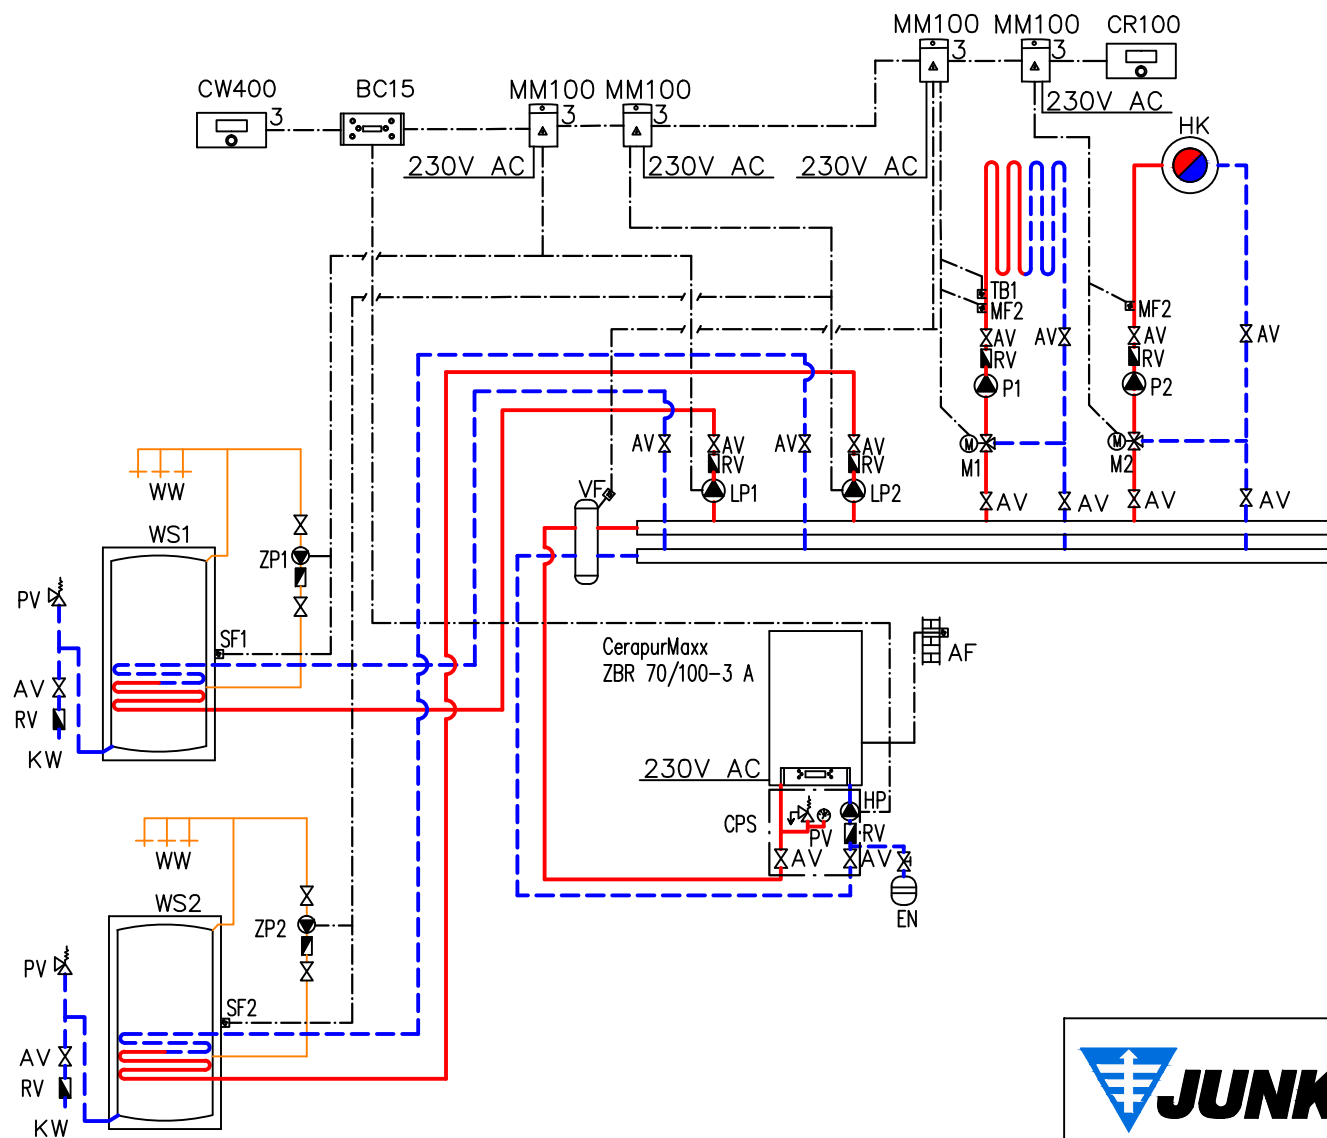 MM100 MM100 CR100
3 3
CW400 BC15 MM100 MM100
3 3 3
230V AC
HK
230V AC 230V AC 230V AC
TB1
MF2 MF2
AV AV AV AV
RV RV
P1 P2
AV AV AV AV
RV RV
M1 M2
WW VF LP1 LP2 AV AV AV AV
WS1
ZP1
PV
SF1
CerapurMaxx AF
ZBR 70/100-3 A
AV
RV
KW
230V AC
HP
CPS PV RV
AV AV
WW
EN
WS2
ZP2
PV
SF2
AV
RV
KW
JUNK